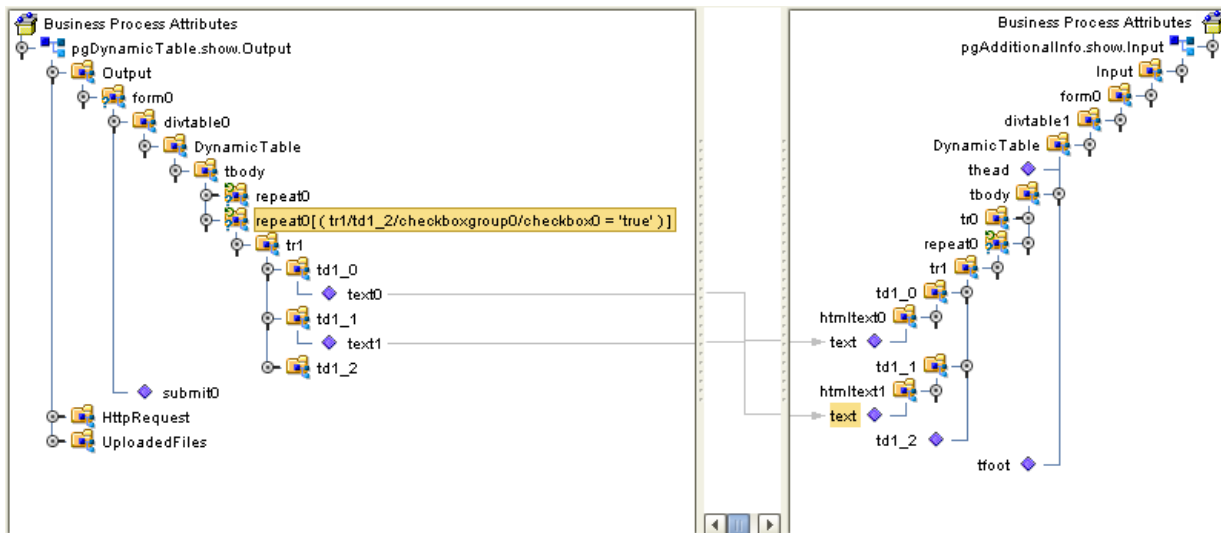 Business Process Attributes
pgDynamicTable.show.Output
Output
form0
divtable0
DynamicTable
tbody
repeat0
repeat0[ ( tr1/td1_2/checkboxgroup0/checkbox0 = 'true' ) ]
tr1
td1_0
text0
td1_1
text1
td1_2
submit0
HttpRequest
UploadedFiles
Business Process Attributes
pgAdditionalInfo.show.Input
Input
form0
divtable1
DynamicTable
thead
tbody
tr0
repeat0
tr1
td1_0
htmltext0
text
td1_1
htmltext1
text
td1_2
tfoot